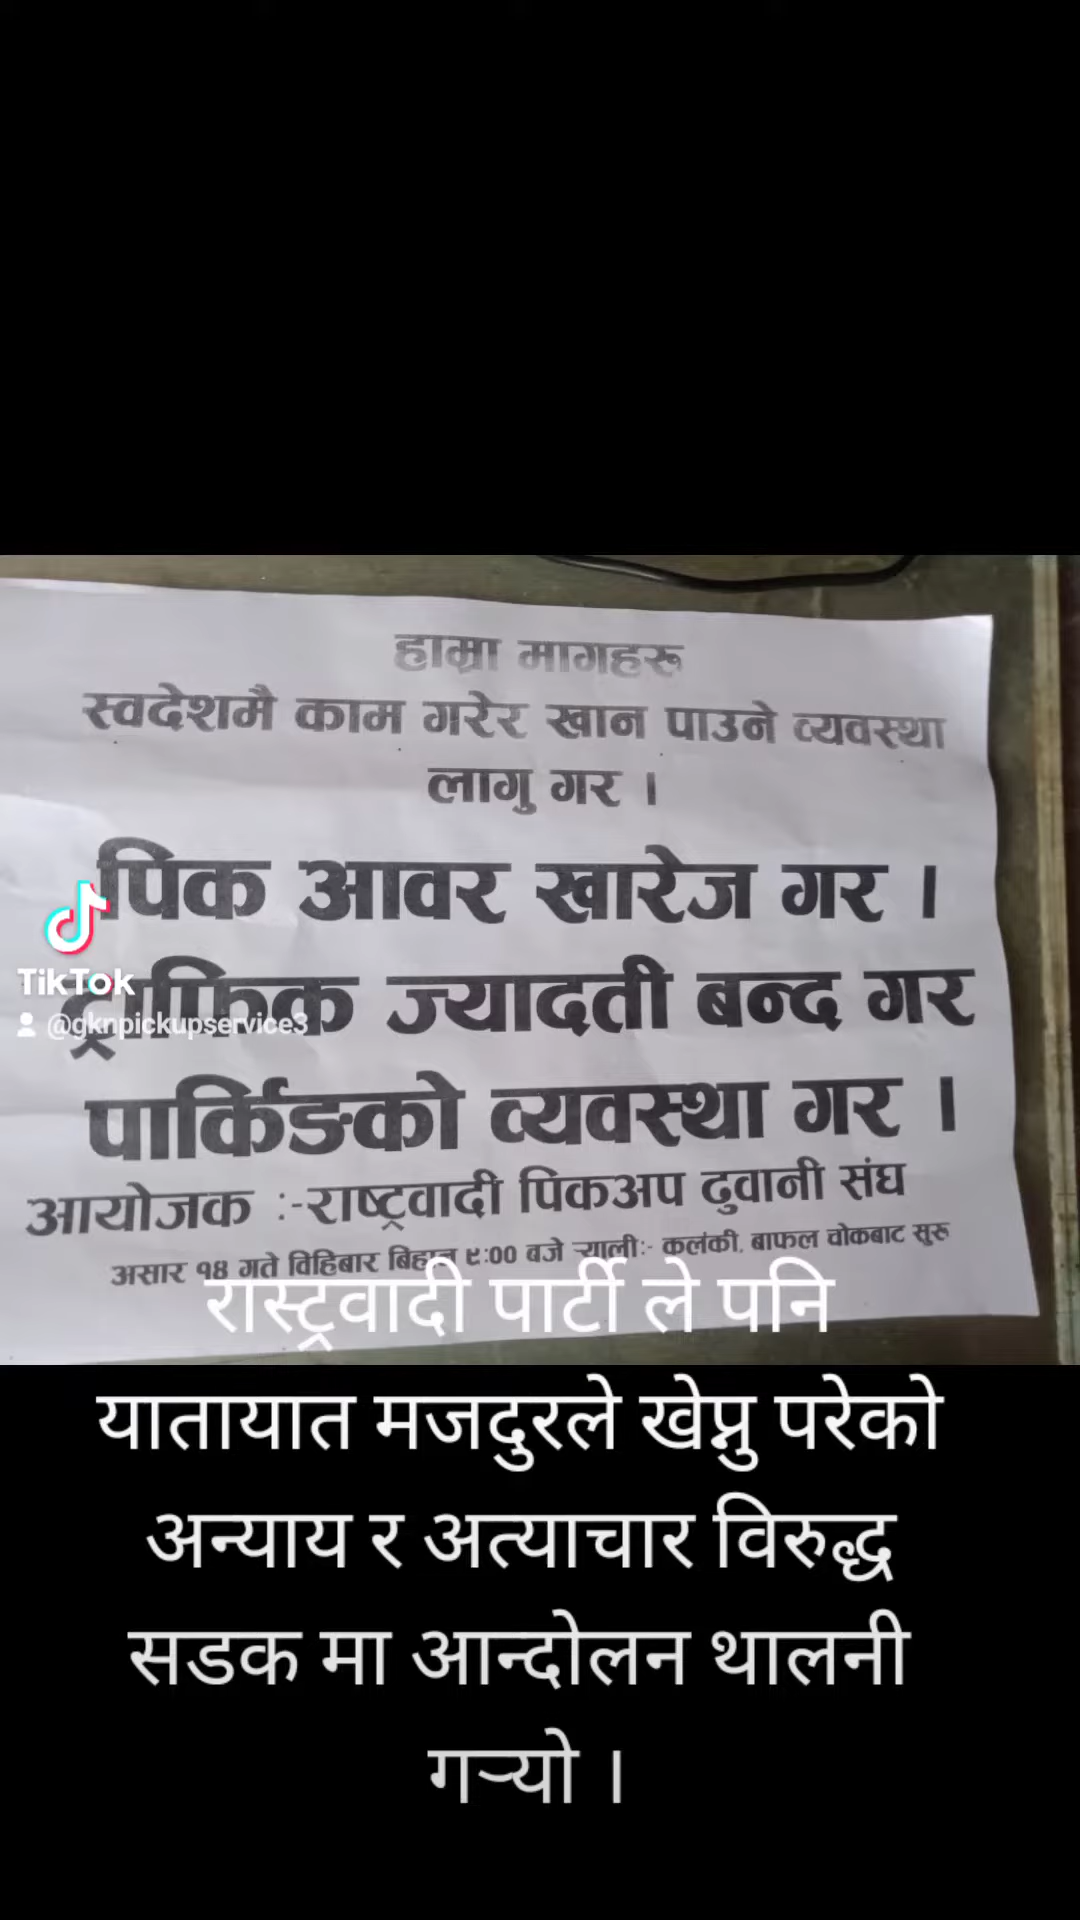 हाम्रा मागहरु
स्वदेशमै काम गरेर खान पाउने व्यवस्था
लागु गर ।
पिक आवर खारेज गर ।
ट्राफिक ज्यादती बन्द गर
पार्किङको व्यवस्था गर ।
आयोजक :-राष्ट्रवादी पिकअप ढुवानी संघ
असार १४ गते विहिबार बिहान ९:00 बजे र्‍याली:- कलंकी, बाफल चोकबाट सुरु
TikTok
@gknpickupservice3
रास्ट्रवादी पार्टी ले पनि
यातायात मजदुरले खेप्नु परेको
अन्याय र अत्याचार विरुद्ध
सडक मा आन्दोलन थालनी
गर्‍यो ।